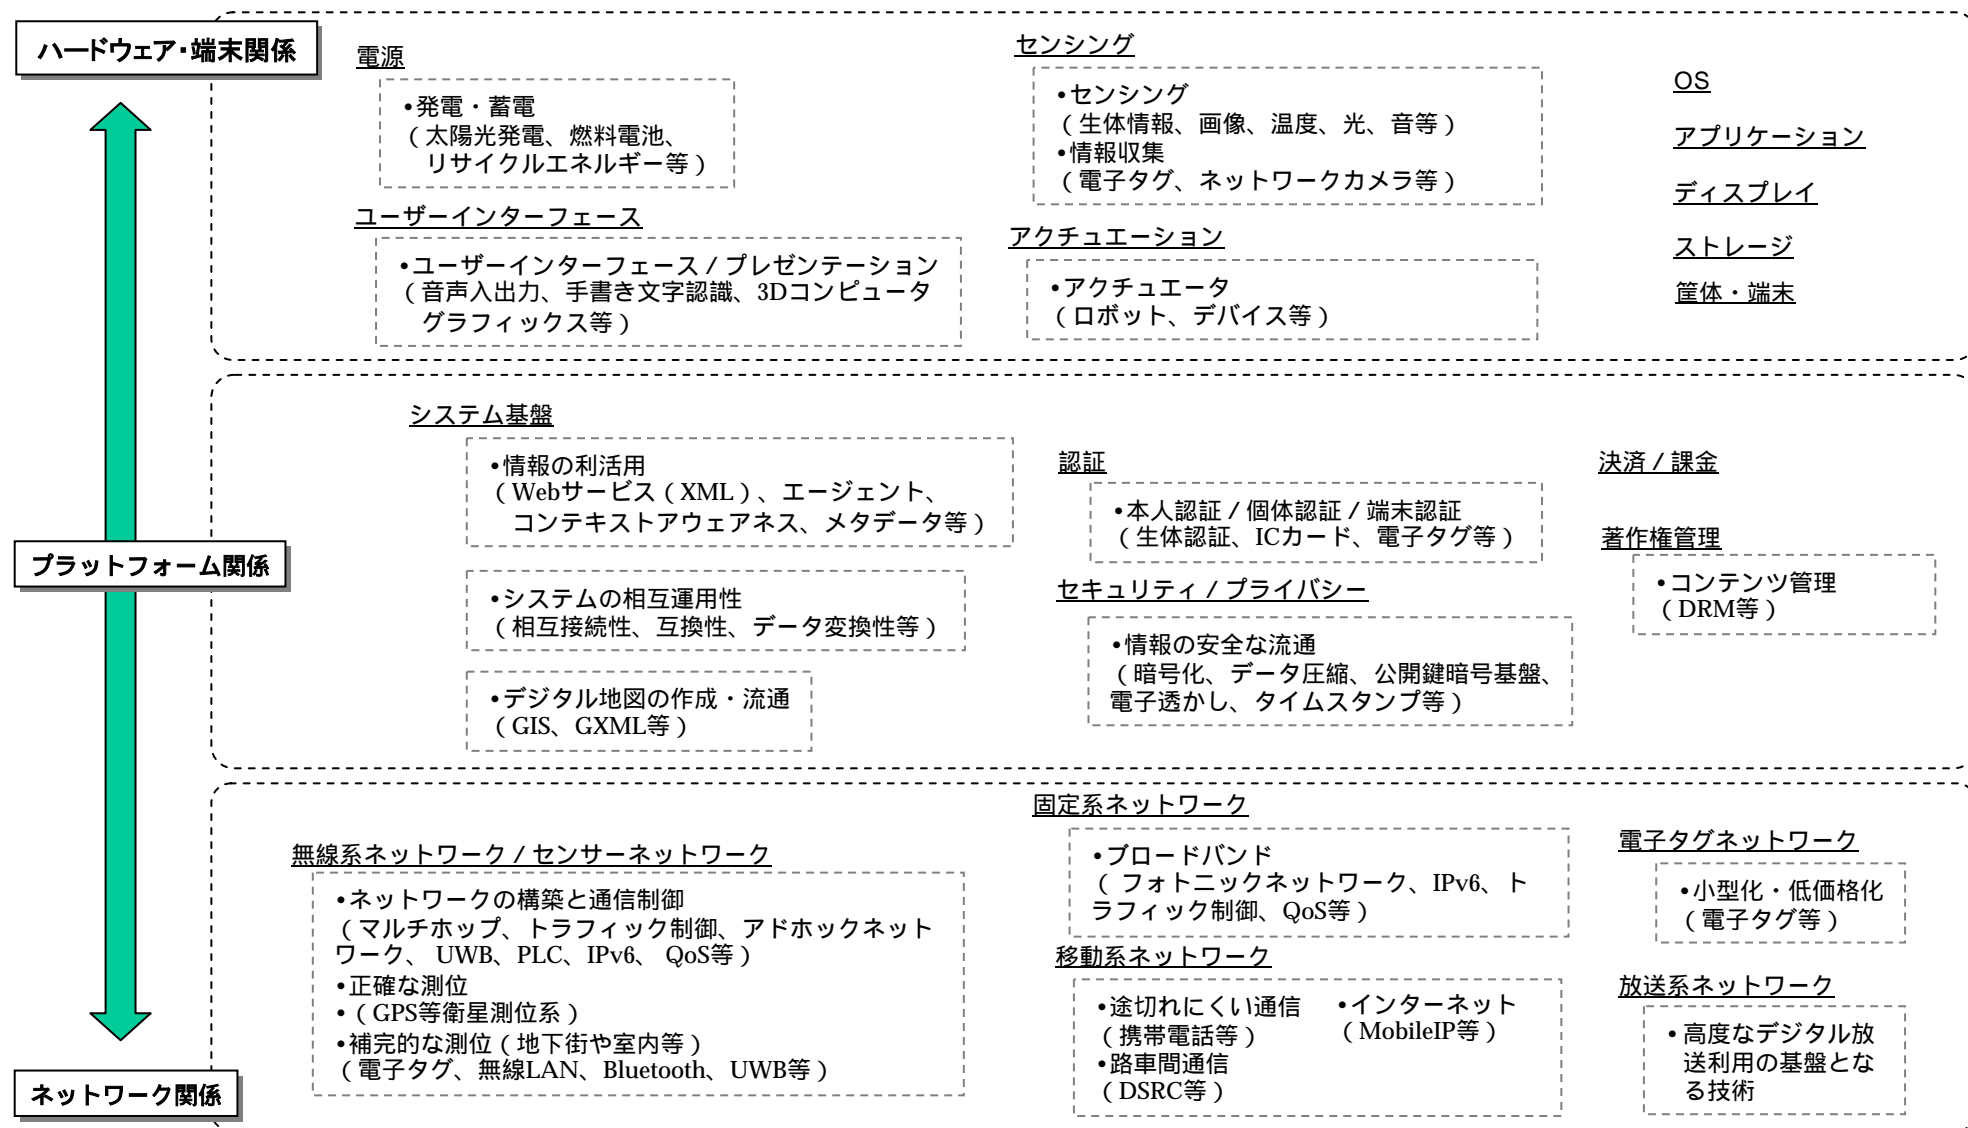 ハードウェア・端末関係
電源
•発電・蓄電
（太陽光発電、燃料電池、
リサイクルエネルギー等）
ユーザーインターフェース
•ユーザーインターフェース / プレゼンテーション
（音声入出力、手書き文字認識、3Dコンピュータ
グラフィックス等）
センシング
•センシング
（生体情報、画像、温度、光、音等）
•情報収集
（電子タグ、ネットワークカメラ等）
アクチュエーション
•アクチュエータ
（ロボット、デバイス等）
OS
アプリケーション
ディスプレイ
ストレージ
筐体・端末
プラットフォーム関係
システム基盤
•情報の利活用
（Webサービス（XML）、エージェント、
コンテキストアウェアネス、メタデータ等）
•システムの相互運用性
（相互接続性、互換性、データ変換性等）
•デジタル地図の作成・流通
（GIS、GXML等）
認証
•本人認証 / 個体認証 / 端末認証
（生体認証、ICカード、電子タグ等）
セキュリティ / プライバシー
•情報の安全な流通
（暗号化、データ圧縮、公開鍵暗号基盤、
電子透かし、タイムスタンプ等）
決済 / 課金
著作権管理
•コンテンツ管理
（DRM等）
ネットワーク関係
無線系ネットワーク / センサーネットワーク
•ネットワークの構築と通信制御
（マルチホップ、トラフィック制御、アドホックネット
ワーク、 UWB、PLC、IPv6、 QoS等）
•正確な測位
•（GPS等衛星測位系）
•補完的な測位（地下街や室内等）
（電子タグ、無線LAN、Bluetooth、UWB等）
固定系ネットワーク
•ブロードバンド
（ フォトニックネットワーク、IPv6、ト
ラフィック制御、QoS等）
移動系ネットワーク
•途切れにくい通信
（携帯電話等）
•路車間通信
（DSRC等）
•インターネット
（MobileIP等）
電子タグネットワーク
•小型化・低価格化
（電子タグ等）
放送系ネットワーク
•高度なデジタル放
送利用の基盤とな
る技術